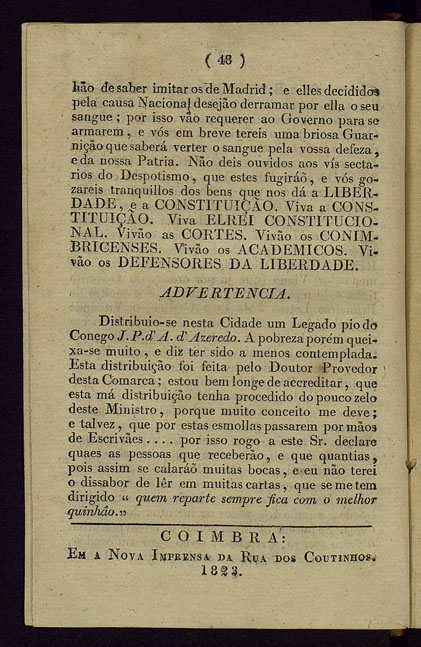 ( 48 )
hão de saber imitar os de Madrid ; e elles decididos
pela causa Nacional desejão derramar por ella o seu
sangue ; por isso vão requerer ao Governo para se
armarem , e vós em breve tereis uma briosa Guar-
nição que saberá verter o sangue pela vossa defeza,
e da nossa Patria. Não deis ouvidos aos vís secta-
rios do Despotismo, que estes fugiráõ, e vós go-
zareis tranquillos dos bens que nos dá a LIBER-
DADE, e a CONSTITUIÇÃO. Viva a CONS-
TITUIÇÃO. Viva ELREI CONSTITUCIO-
NAL. Vivão as CORTES. Vivão os CONIM-
BRICENSES. Vivão os ACADEMICOS. Vi-
vão os DEFENSORES DA LIBERDADE.
ADVERTENCIA.
Distribuio-se nesta Cidade um Legado pio do
Conego J. P. d' A. d' Azeredo. A pobreza porém quei-
xa-se muito , e diz ter sido a menos contemplada.
Esta distribuição foi feita pelo Doutor Provedor
desta Comarca ; estou bem longe de accreditar , que
esta má distribuição tenha procedido do pouco zelo
deste Ministro , porque muito conceito me deve ;
e talvez , que por estas esmollas passarem por mãos
de Escrivães . . . . por isso rogo a este Sr. declare
quaes as pessoas que receberão , e que quantias,
pois assim se calaráõ muitas bocas , e eu não terei
o dissabor de lêr em muitas cartas , que se me tem
dirigido “ quem reparte sempre fica com o melhor
quinhão.”
COIMBRA:
EM A NOVA IMPRENSA DA RUA DOS COUTINHOS.
1823.